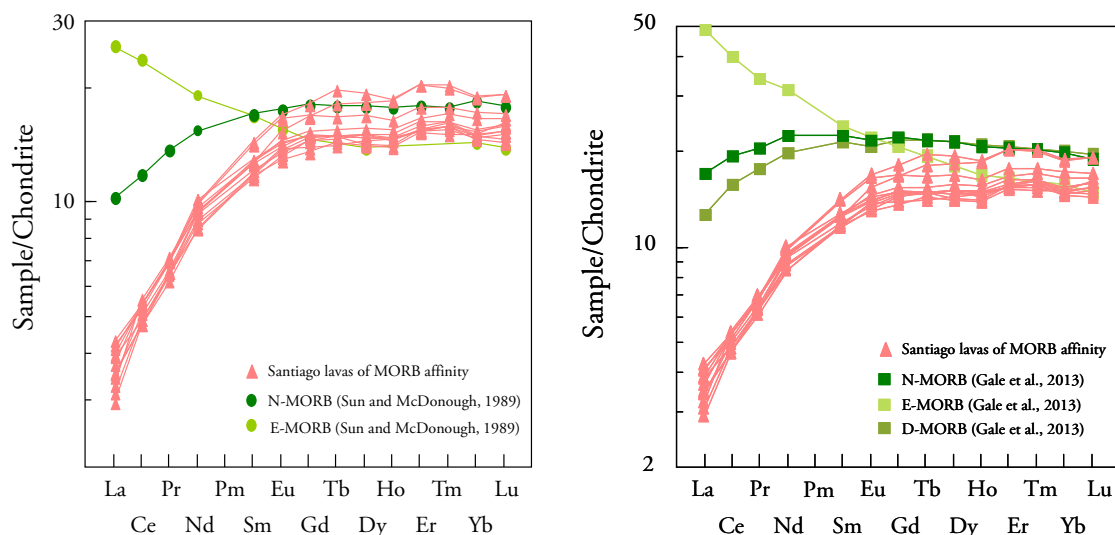 30
10
Sample/Chondrite
Santiago lavas of MORB affinity
N-MORB (Sun and McDonough, 1989)
E-MORB (Sun and McDonough, 1989)
La Pr Pm Eu Tb Ho Tm Lu
Ce Nd Sm Gd Dy Er Yb
50
10
2
Sample/Chondrite
Santiago lavas of MORB affinity
N-MORB (Gale et al., 2013)
E-MORB (Gale et al., 2013)
D-MORB (Gale et al., 2013)
La Pr Pm Eu Tb Ho Tm Lu
Ce Nd Sm Gd Dy Er Yb